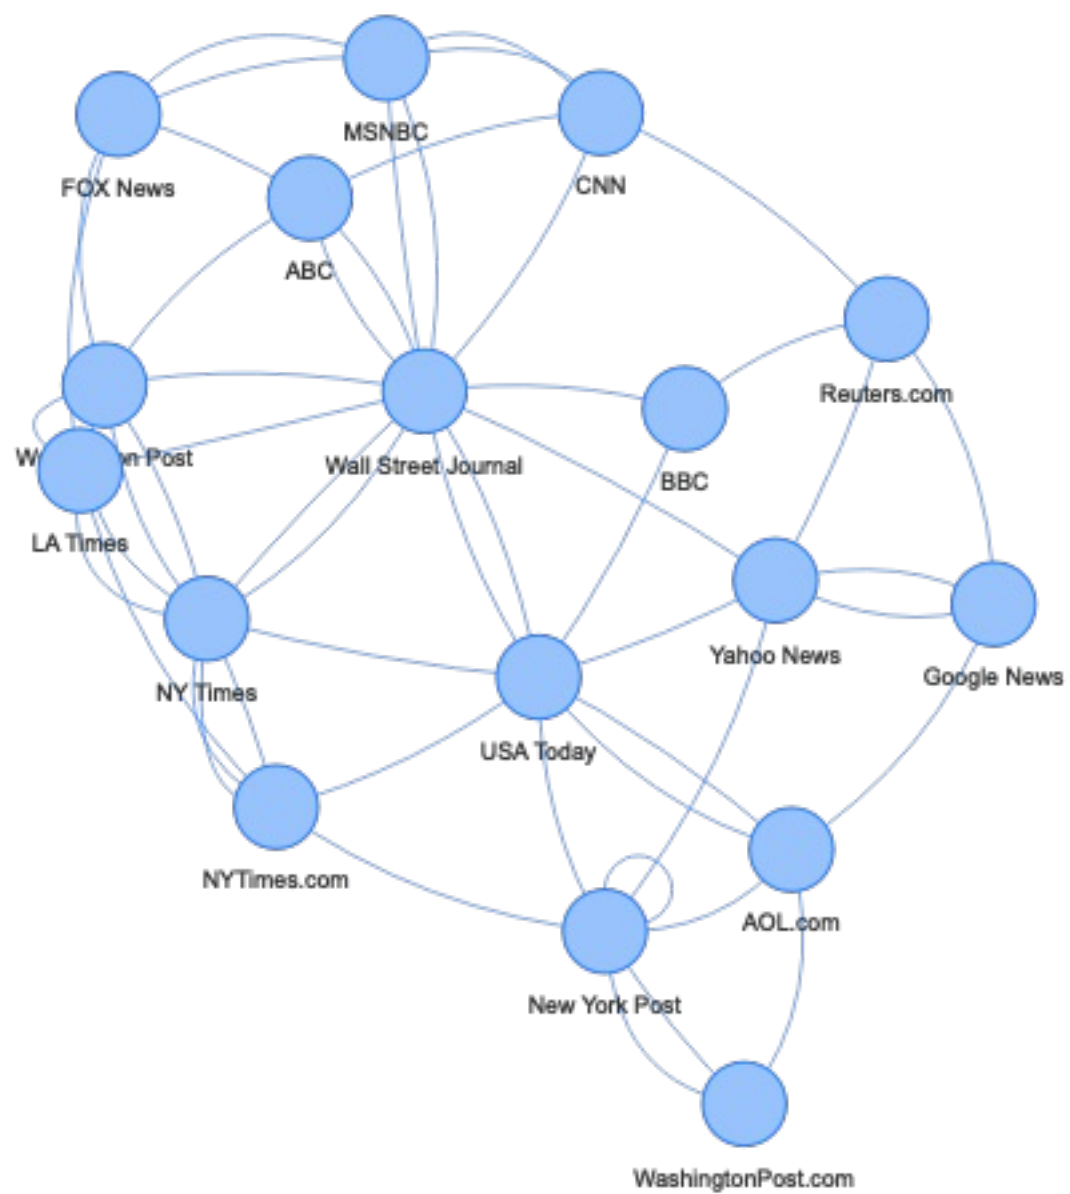 MSNBC
FOX News
CNN
ABC
Reuters.com
W on Post
Wall Street Journal
BBC
LA Times
Yahoo News
Google News
NY Times
USA Today
NYTimes.com
AOL.com
New York Post
WashingtonPost.com